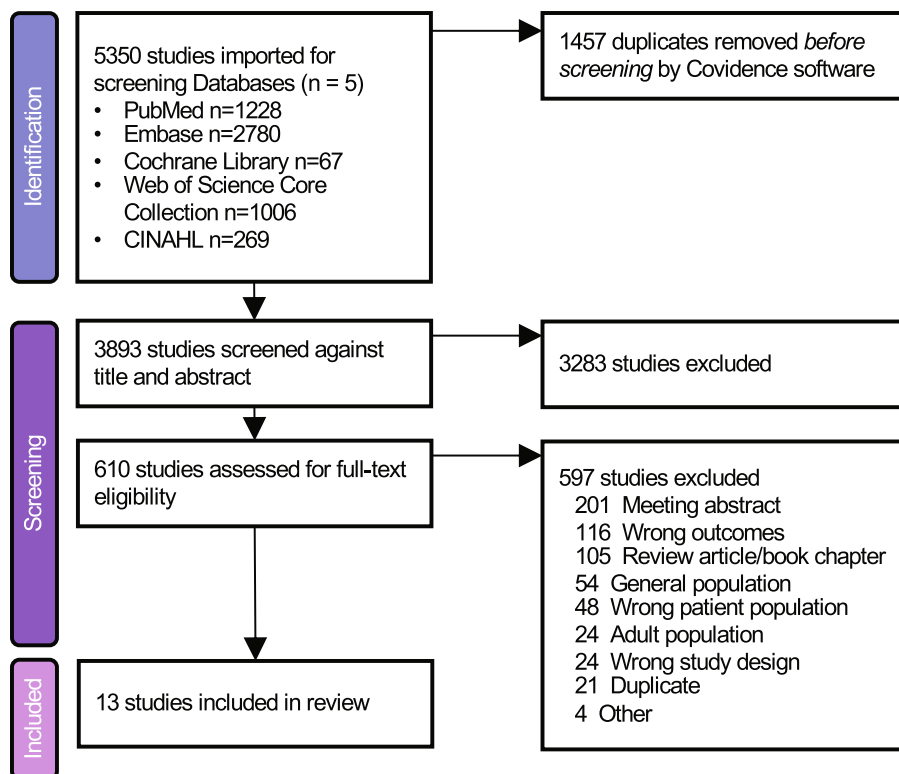 Identification
5350 studies imported for
screening Databases (n = 5)
• PubMed n=1228
• Embase n=2780
• Cochrane Library n=67
• Web of Science Core
Collection n=1006
• CINAHL n=269
1457 duplicates removed before
screening by Covidence software
Screening
3893 studies screened against
title and abstract
3283 studies excluded
610 studies assessed for full-text
eligibility
597 studies excluded
201 Meeting abstract
116 Wrong outcomes
105 Review article/book chapter
54 General population
48 Wrong patient population
24 Adult population
24 Wrong study design
21 Duplicate
4 Other
Included
13 studies included in review